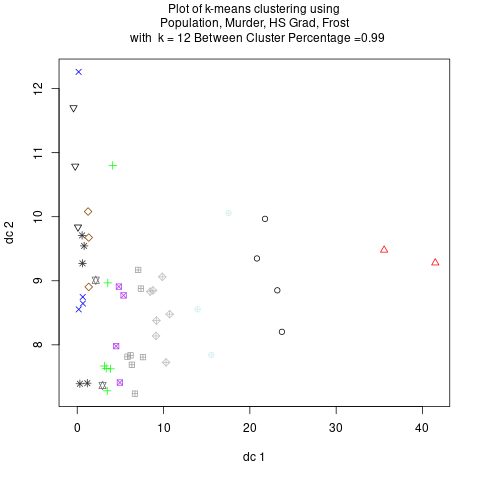 Plot of k-means clustering using
Population, Murder, HS Grad, Frost
with k = 12 Between Cluster Percentage =0.99
12
11
10
9
8
dc 2
0 10 20 30 40
dc 1